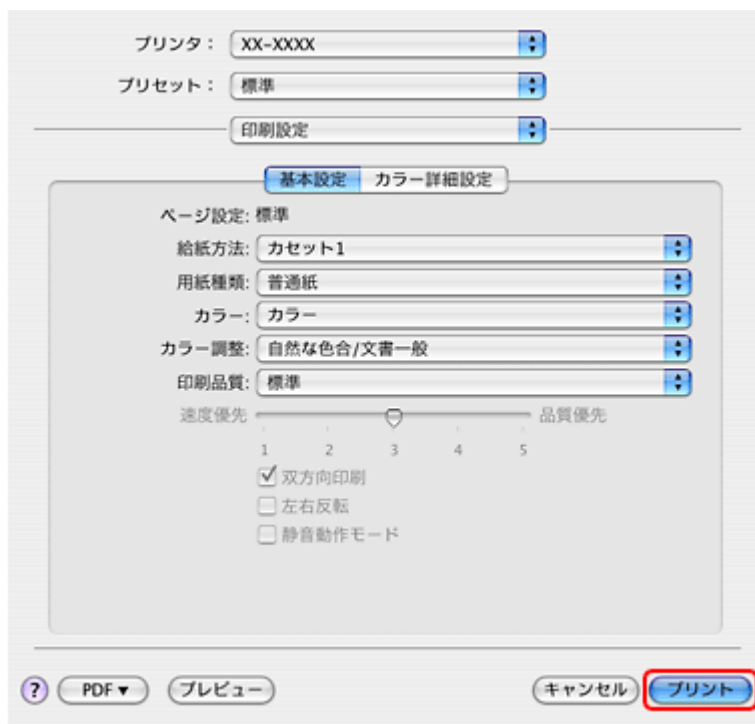 プリンタ： XX-XXXX
プリセット： 標準
印刷設定
基本設定 カラー詳細設定
ページ設定: 標準
給紙方法: カセット1
用紙種類: 普通紙
カラー: カラー
カラー調整: 自然な色合/文書一般
印刷品質: 標準
速度優先 品質優先
1 2 3 4 5
双方向印刷
左右反転
静音動作モード
? PDF▼ プレビュー キャンセル プリント